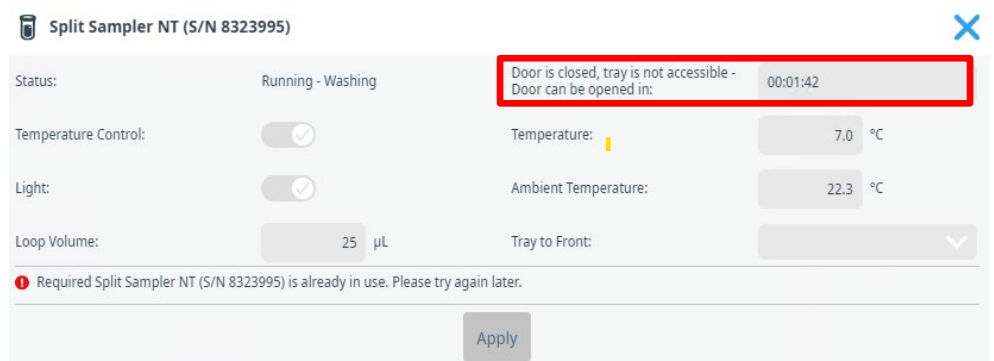 Split Sampler NT (S/N 8323995)
Status: Running - Washing Door is closed, tray is not accessible -
Door can be opened in: 00:01:42
Temperature Control: Temperature: 7.0 °C
Light: Ambient Temperature: 22.3 °C
Loop Volume: 25 µL Tray to Front:
Required Split Sampler NT (S/N 8323995) is already in use. Please try again later.
Apply